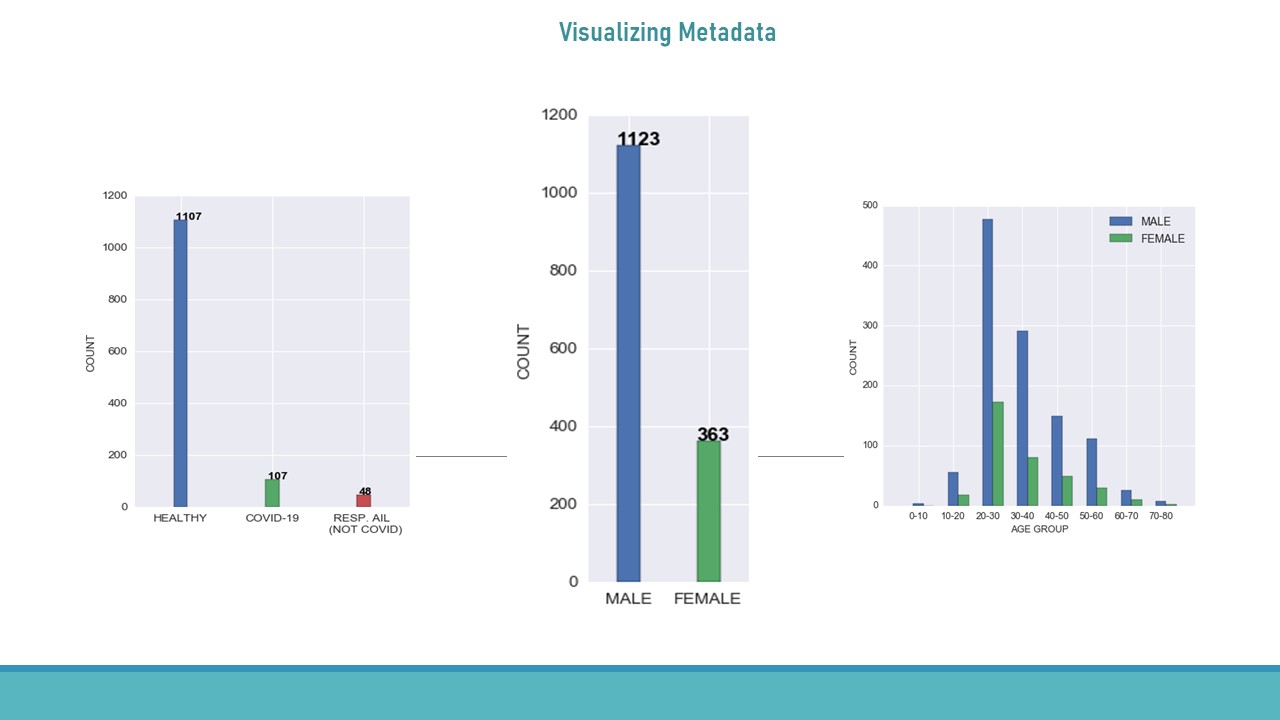 Visualizing Metadata
1200
1000
800
600
400
200
0
COUNT
1107
107
48
HEALTHY
COVID-19
RESP. AIL
(NOT COVID)
1200
1000
800
600
400
200
0
COUNT
1123
363
MALE
FEMALE
500
400
300
200
100
0
COUNT
MALE
FEMALE
0-10
10-20
20-30
30-40
40-50
50-60
60-70
70-80
AGE GROUP